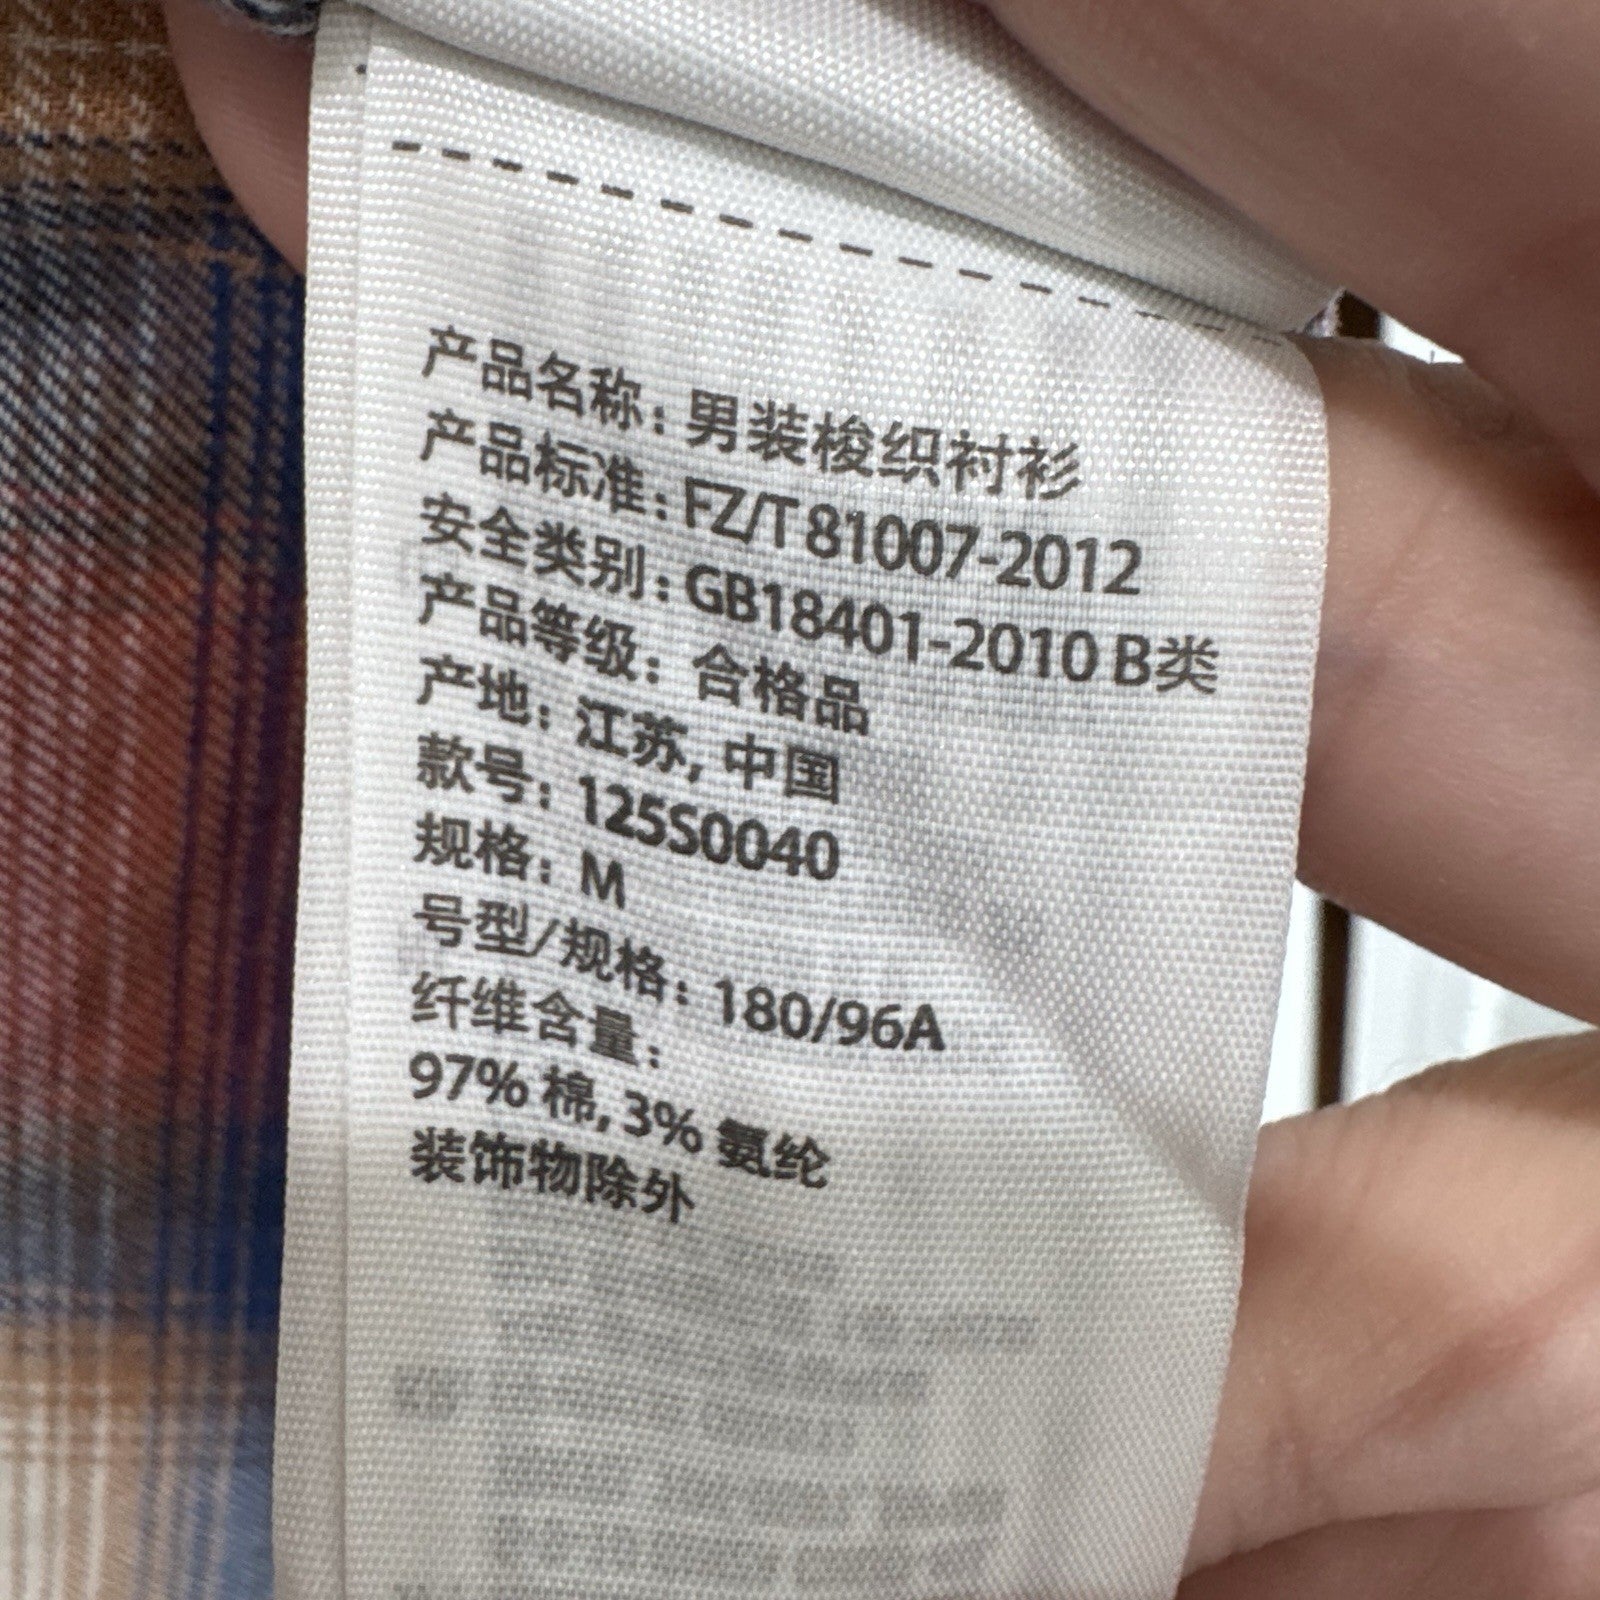 产品名称：男装梭织衬衫
产品标准：FZ/T 81007-2012
安全类别：GB18401-2010 B类
产品等级：合格品
产地：江苏, 中国
款号：125S0040
规格：M
号型/规格：180/96A
纤维含量：
97% 棉, 3% 氨纶
装饰物除外